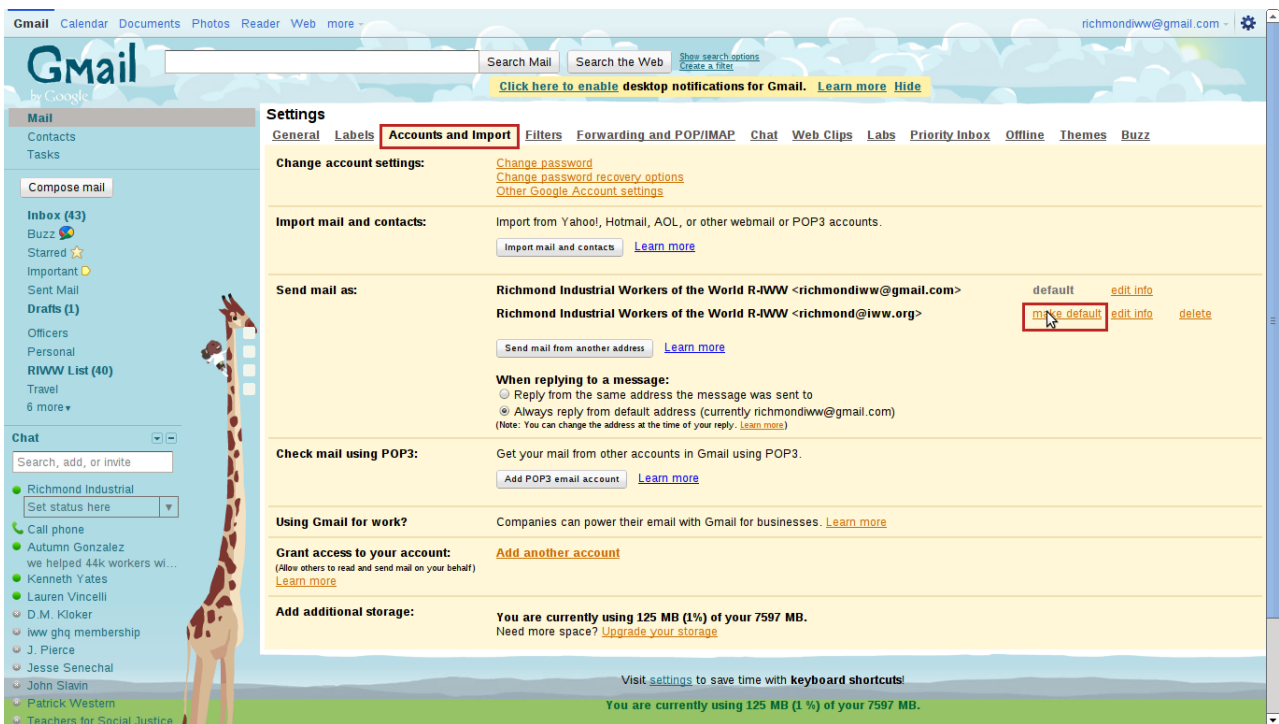 Gmail Calendar Documents Photos Reader Web more
richmondiww@gmail.com
GMail
by Google
Search Mail
Search the Web
Show search options
Create a filter
Click here to enable desktop notifications for Gmail. Learn more Hide
Mail
Contacts
Tasks
Compose mail
Inbox (43)
Buzz
Starred
Important
Sent Mail
Drafts (1)
Officers
Personal
RIWW List (40)
Travel
6 more▾
Chat
Search, add, or invite
Richmond Industrial
Set status here
Call phone
Autumn Gonzalez
we helped 44k workers wi...
Kenneth Yates
Lauren Vincelli
D.M. Kloker
iww ghq membership
J. Pierce
Jesse Senechal
John Slavin
Patrick Western
Teachers for Social Justice
Settings
General Labels Accounts and Import Filters Forwarding and POP/IMAP Chat Web Clips Labs Priority Inbox Offline Themes Buzz
Change account settings:
Change password
Change password recovery options
Other Google Account settings
Import mail and contacts:
Import from Yahoo!, Hotmail, AOL, or other webmail or POP3 accounts.
Import mail and contacts Learn more
Send mail as:
Richmond Industrial Workers of the World R-IWW <richmondiww@gmail.com> default edit info
Richmond Industrial Workers of the World R-IWW <richmond@iww.org> make default edit info delete
Send mail from another address Learn more
When replying to a message:
Reply from the same address the message was sent to
Always reply from default address (currently richmondiww@gmail.com)
(Note: You can change the address at the time of your reply. Learn more)
Check mail using POP3:
Get your mail from other accounts in Gmail using POP3.
Add POP3 email account Learn more
Using Gmail for work?
Companies can power their email with Gmail for businesses. Learn more
Grant access to your account:
(Allow others to read and send mail on your behalf)
Learn more
Add another account
Add additional storage:
You are currently using 125 MB (1%) of your 7597 MB.
Need more space? Upgrade your storage
Visit settings to save time with keyboard shortcuts!
You are currently using 125 MB (1 %) of your 7597 MB.